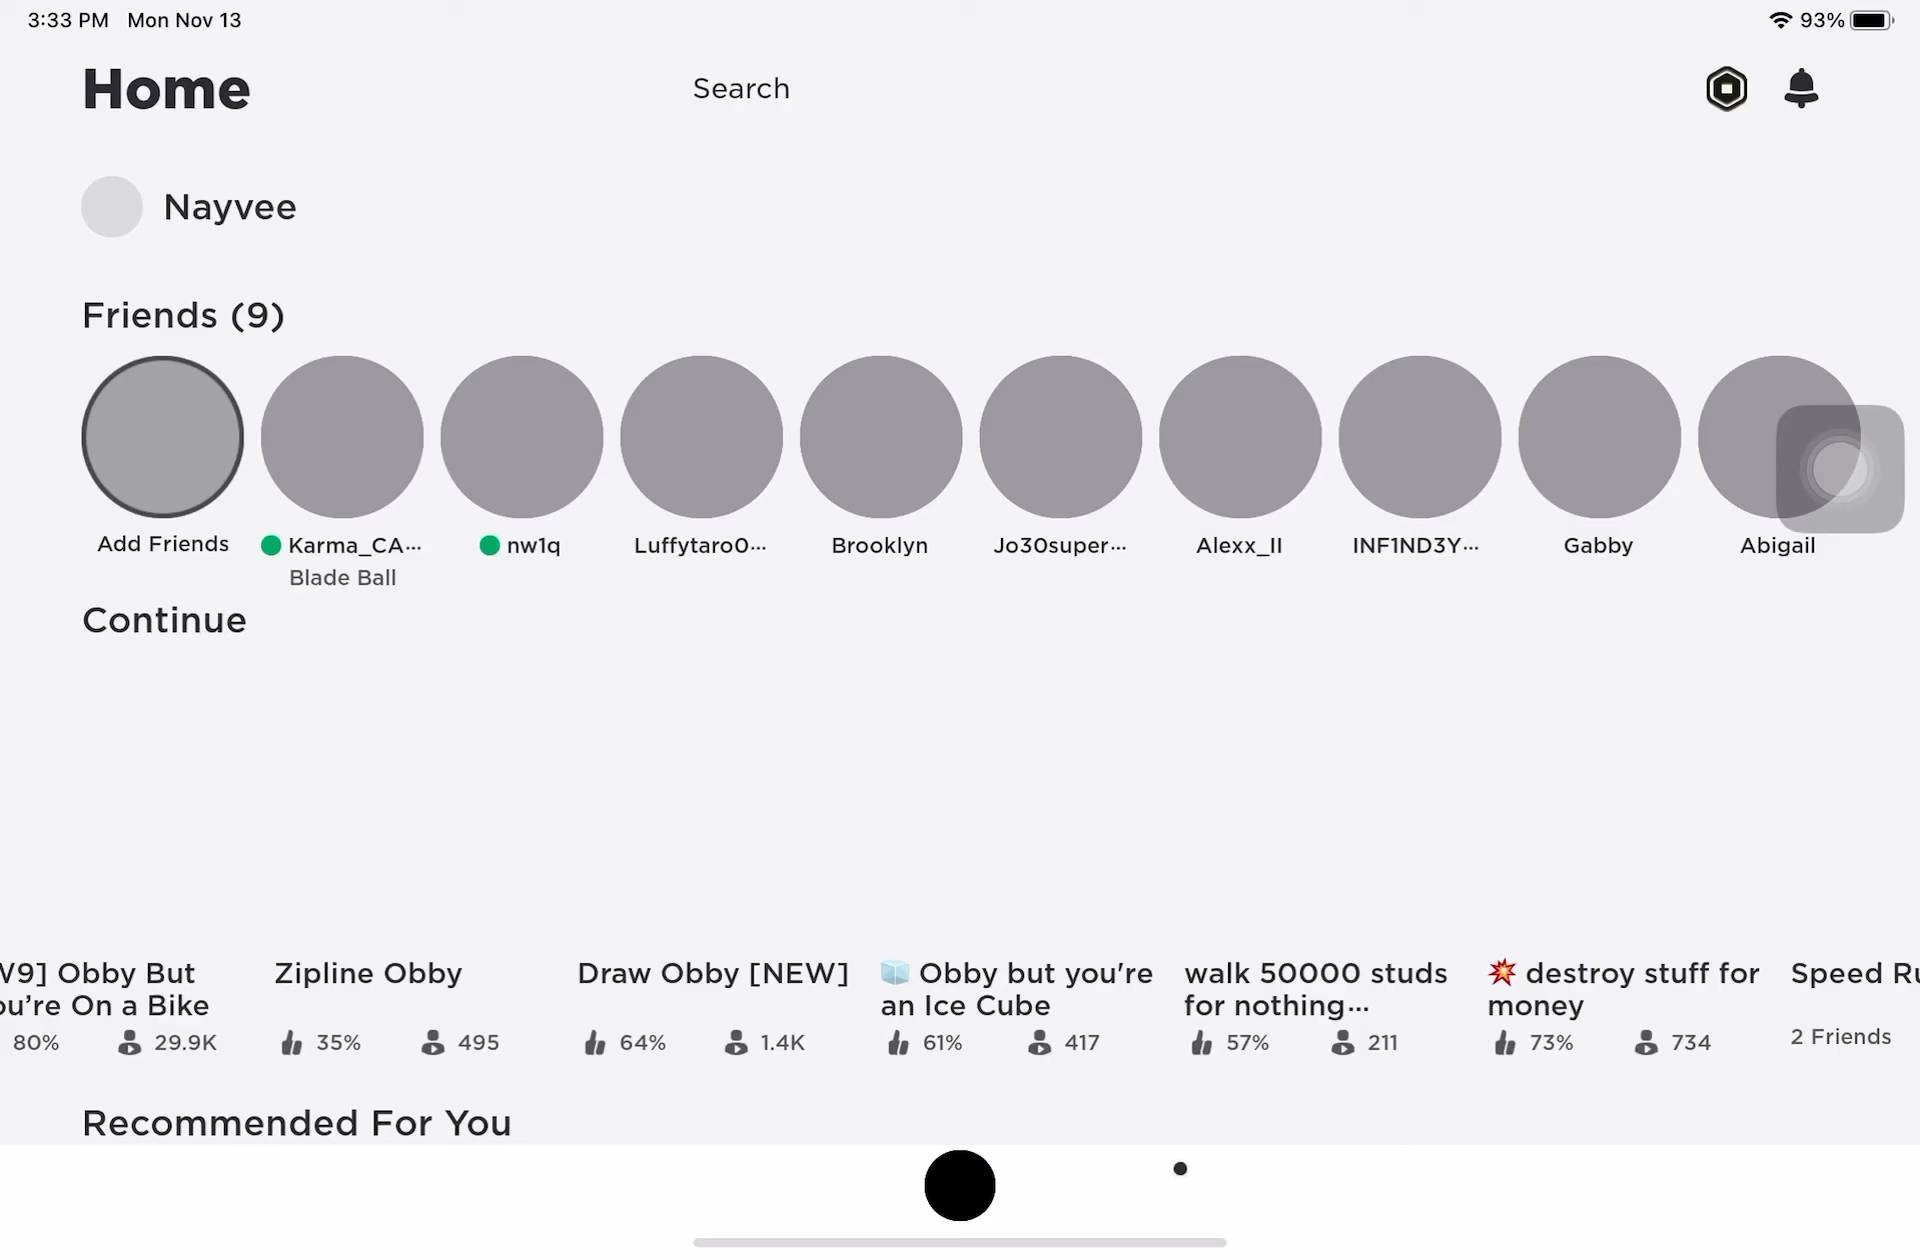 3:33 PM Mon Nov 13
93%
Home
Search
Nayvee
Friends (9)
Add Friends
Karma_CA...
Blade Ball
nw1q
Luffytaro0...
Brooklyn
Jo30super...
Alexx_II
INF1ND3Y...
Gabby
Abigail
Continue
W9] Obby But
ou’re On a Bike
80% 29.9K
Zipline Obby
35% 495
Draw Obby [NEW]
64% 1.4K
🧊 Obby but you're
an Ice Cube
61% 417
walk 50000 studs
for nothing...
57% 211
💥 destroy stuff for
money
73% 734
Speed Ru
2 Friends
Recommended For You